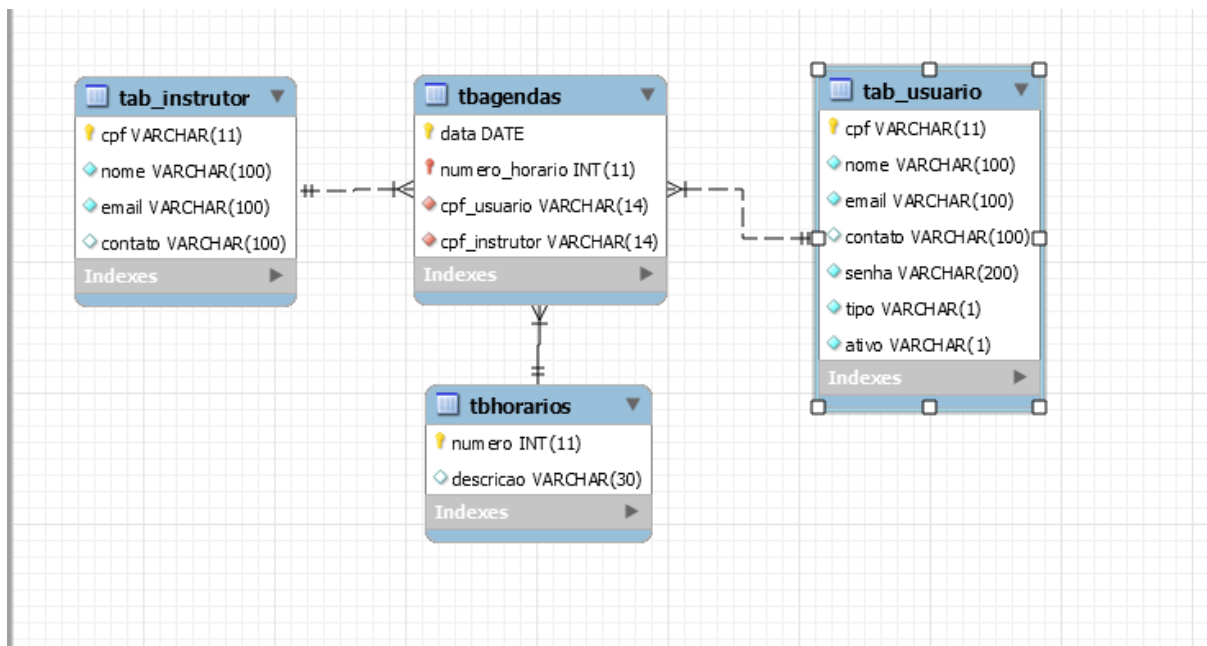 tab_instrutor
cpf VARCHAR(11)
nome VARCHAR(100)
email VARCHAR(100)
contato VARCHAR(100)
Indexes
tbagendas
data DATE
numero_horario INT(11)
cpf_usuario VARCHAR(14)
cpf_instrutor VARCHAR(14)
Indexes
tab_usuario
cpf VARCHAR(11)
nome VARCHAR(100)
email VARCHAR(100)
contato VARCHAR(100)
senha VARCHAR(200)
tipo VARCHAR(1)
ativo VARCHAR(1)
Indexes
tbhorarios
numero INT(11)
descricao VARCHAR(30)
Indexes